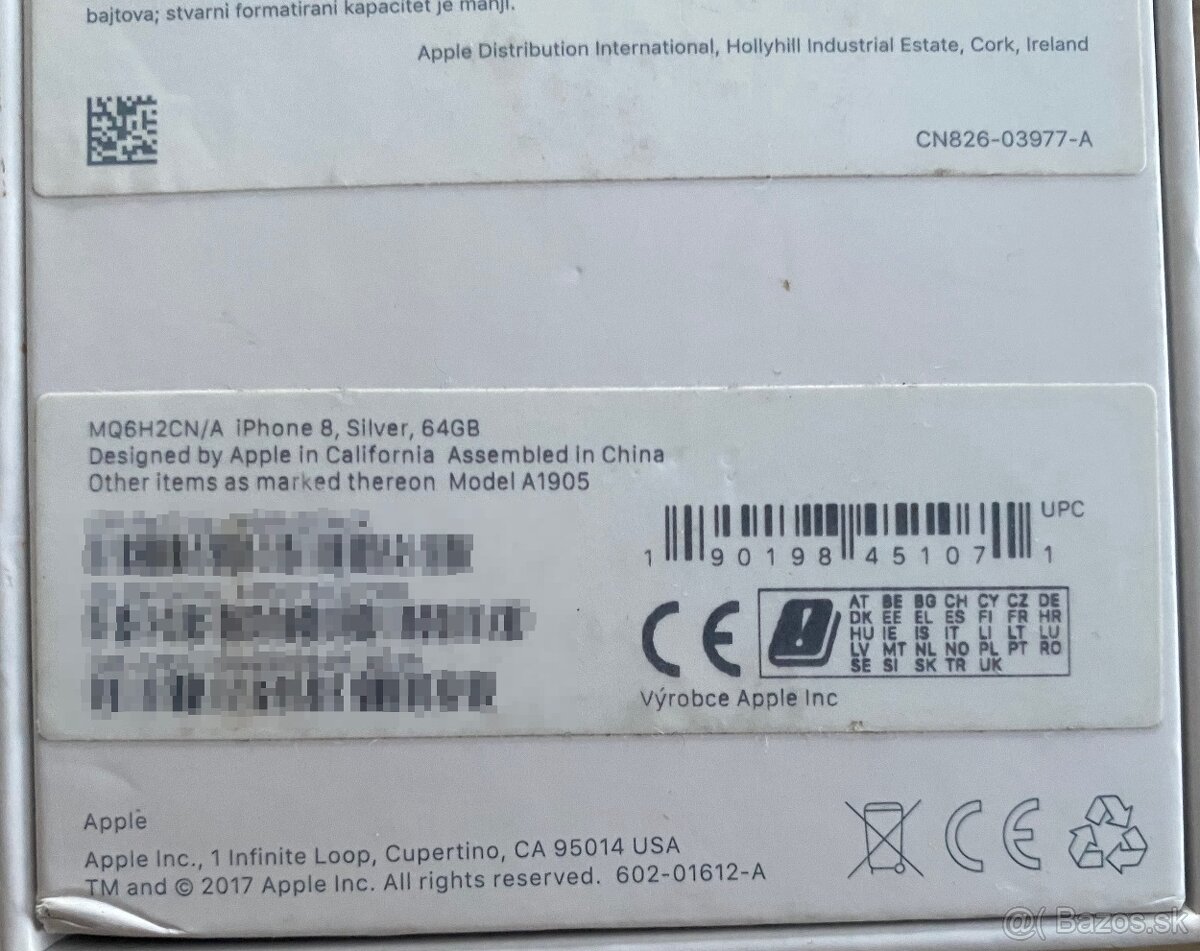 bajtova; stvarni formatirani kapacitet je manji.
Apple Distribution International, Hollyhill Industrial Estate, Cork, Ireland
CN826-03977-A
MQ6H2CN/A iPhone 8, Silver, 64GB
Designed by Apple in California Assembled in China
Other items as marked thereon Model A1905
UPC
1 90198 45107 1
AT BE BG CH CY CZ DE
DK EE EL ES FI FR HR
HU IE IS IT LI LT LU
LV MT NL NO PL PT RO
SE SI SK TR UK
CE
Výrobce Apple Inc
Apple
Apple Inc., 1 Infinite Loop, Cupertino, CA 95014 USA
TM and © 2017 Apple Inc. All rights reserved. 602-01612-A
CE
@( Bazos.sk